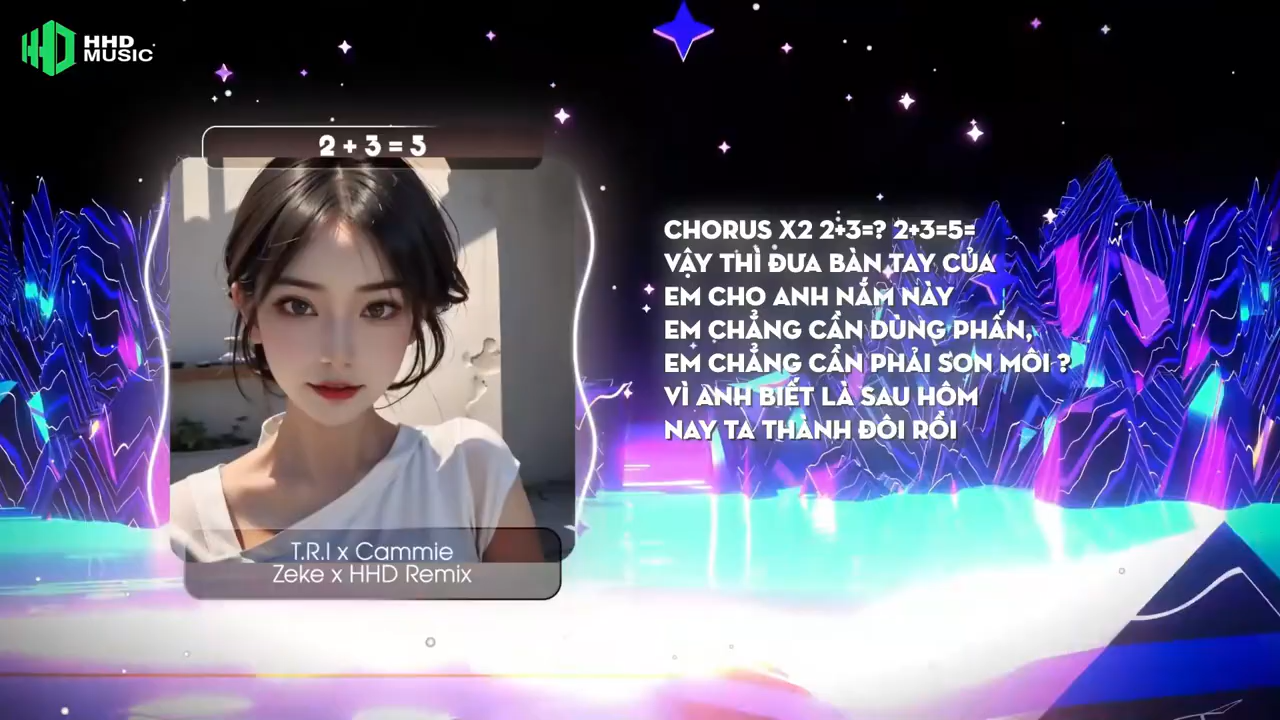 HHD
MUSIC
2 + 3 = 5
CHORUS X2 2+3=? 2+3=5=
VẬY THÌ ĐƯA BÀN TAY CỦA
EM CHO ANH NẮM NÀY
EM CHẲNG CẦN DÙNG PHẤN,
EM CHẲNG CẦN PHẢI SON MÔI ?
VÌ ANH BIẾT LÀ SAU HÔM
NAY TA THÀNH ĐÔI RỒI
T.R.I x Cammie
Zeke x HHD Remix